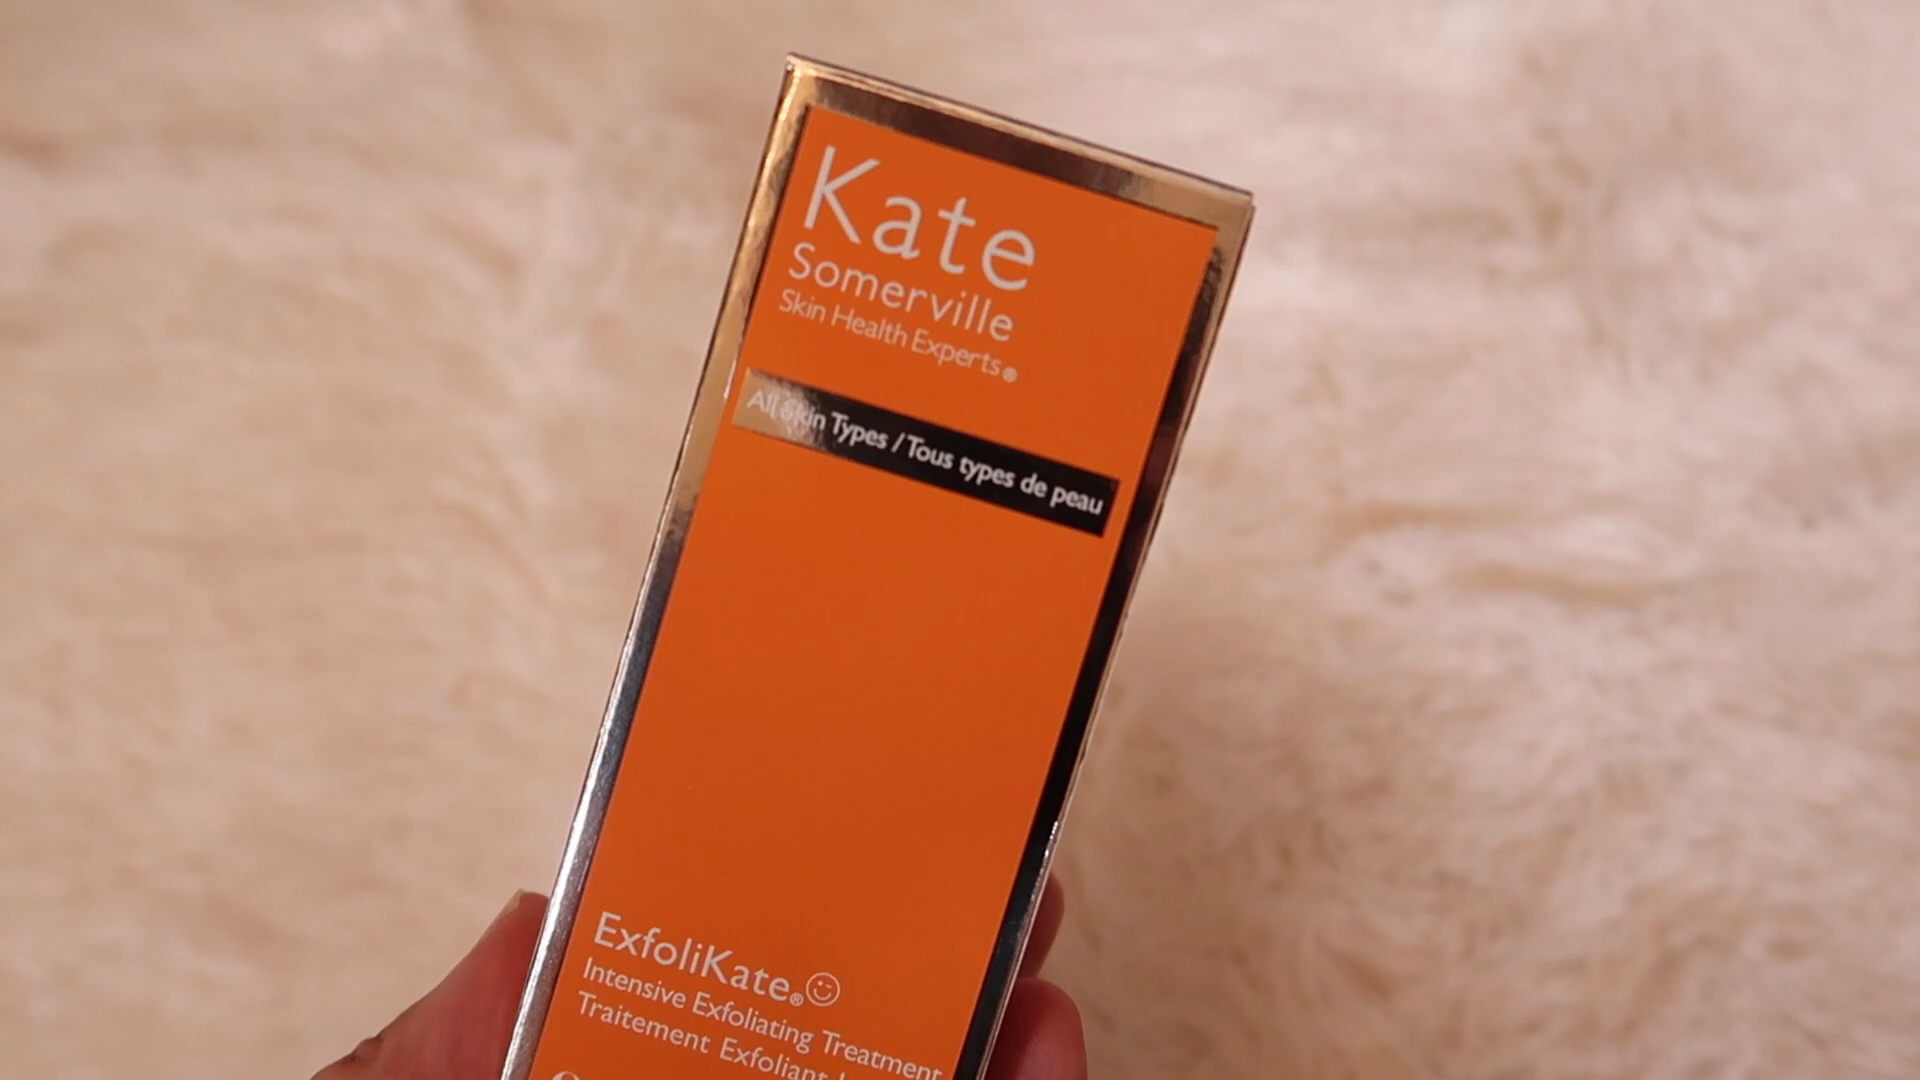 Kate
Somerville
Skin Health Experts®
All Skin Types / Tous types de peau
ExfoliKate®
Intensive Exfoliating Treatment
Traitement Exfoliant